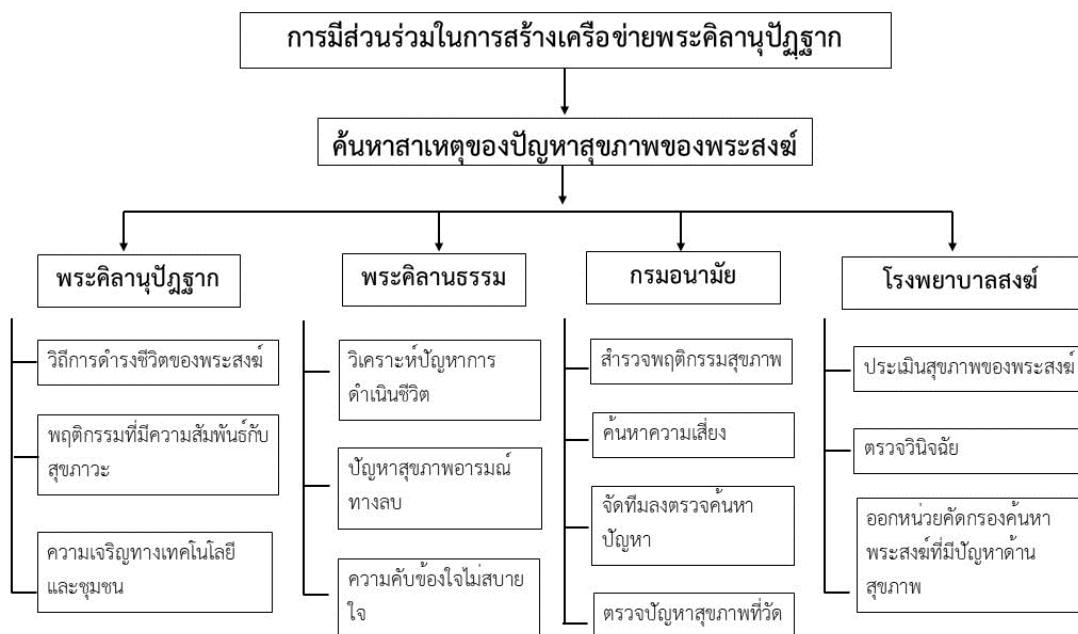 การมีส่วนร่วมในการสร้างเครือข่ายพระคิลานุปัฏฐาก
ค้นหาสาเหตุของปัญหาสุขภาพของพระสงฆ์
พระคิลานุปัฎฐาก
วิถีการดำรงชีวิตของพระสงฆ์
พฤติกรรมที่มีความสัมพันธ์กับ
สุขภาวะ
ความเจริญทางเทคโนโลยี
และชุมชน
พระคิลานธรรม
วิเคราะห์ปัญหาการ
ดำเนินชีวิต
ปัญหาสุขภาพอารมณ์
ทางลบ
ความคับข้องใจไม่สบาย
ใจ
กรมอนามัย
สำรวจพฤติกรรมสุขภาพ
ค้นหาความเสี่ยง
จัดทีมลงตรวจค้นหา
ปัญหา
ตรวจปัญหาสุขภาพที่วัด
โรงพยาบาลสงฆ์
ประเมินสุขภาพของพระสงฆ์
ตรวจวินิจฉัย
ออกหน่วยคัดกรองค้นหา
พระสงฆ์ที่มีปัญหาด้าน
สุขภาพ